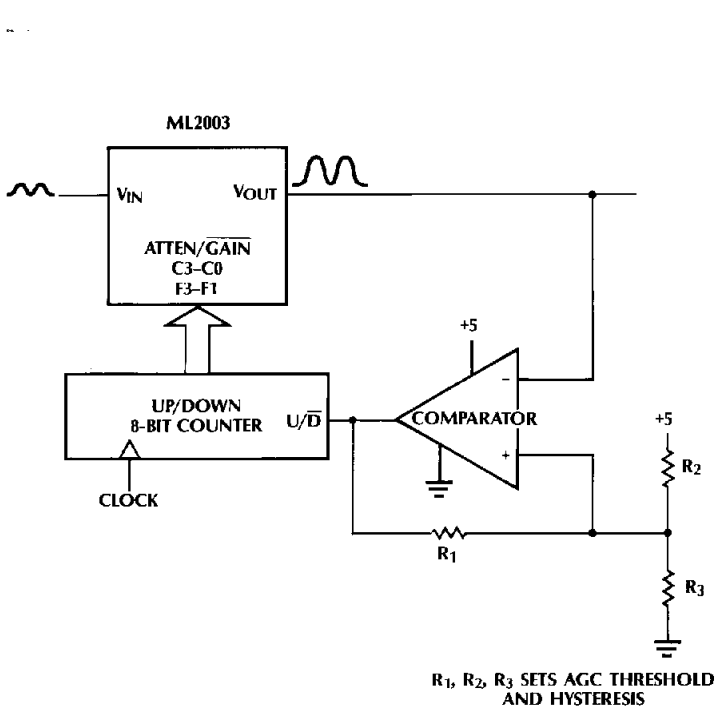 ML2003
VIN
VOUT
ATTEN/GAIN
C3–C0
F3–F1
+5
−
UP/DOWN
8-BIT COUNTER
U/D
COMPARATOR
+
+5
R2
CLOCK
R1
R3
R1, R2, R3 SETS AGC THRESHOLD
AND HYSTERESIS